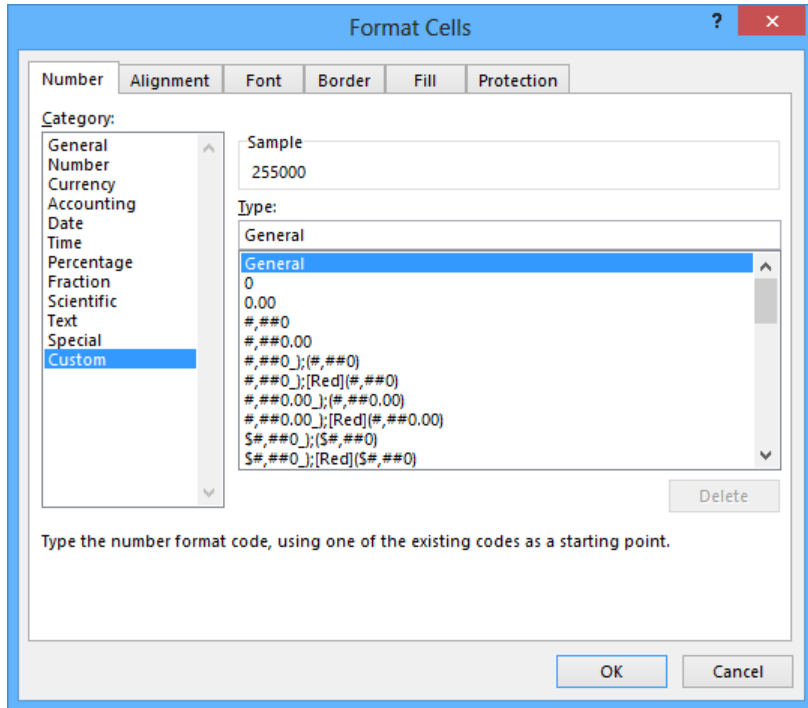 Format Cells
?
×
Number Alignment Font Border Fill Protection
Category:
General
Number
Currency
Accounting
Date
Time
Percentage
Fraction
Scientific
Text
Special
Custom
Sample
255000
Type:
General
General
0
0.00
#,##0
#,##0.00
#,##0_);(#,##0)
#,##0_);[Red](#,##0)
#,##0.00_);(#,##0.00)
#,##0.00_);[Red](#,##0.00)
$#,##0_);($#,##0)
$#,##0_);[Red]($#,##0)
Delete
Type the number format code, using one of the existing codes as a starting point.
OK Cancel